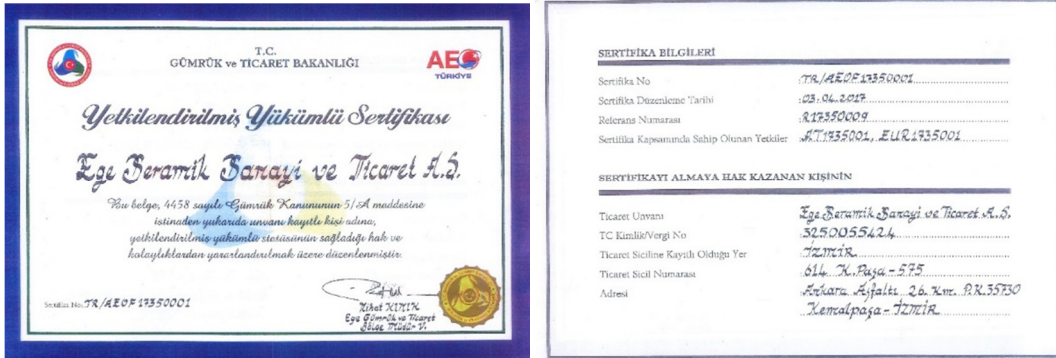 T.C.
GÜMRÜK ve TİCARET BAKANLIĞI
AEO
TÜRKİYE
Yetkilendirilmiş Yükümlü Sertifikası
Ege Seramik Sanayi ve Ticaret A.Ş.
Bu belge, 4458 sayılı Gümrük Kanununun 5/A maddesine
istinaden yukarıda unvanı kayıtlı kişi adına,
yetkilendirilmiş yükümlü statüsünün sağladığı hak ve
kolaylıklardan yararlandırılmak üzere düzenlenmiştir.
Sertifika No: TR/AEOF17350001
Nihat KINIK
Ege Gümrük ve Ticaret
Bölge Müdür V.
SERTİFİKA BİLGİLERİ
Sertifika No TR/AEOF17350001
Sertifika Düzenleme Tarihi 03.04.2017
Referans Numarası R17350009
Sertifika Kapsamında Sahip Olunan Yetkiler AT1735001, EUR1735001
SERTİFİKAYI ALMAYA HAK KAZANAN KİŞİNİN
Ticaret Unvanı Ege Seramik Sanayi ve Ticaret A.Ş.
TC Kimlik/Vergi No 3250055424
Ticaret Siciline Kayıtlı Olduğu Yer İZMİR
Ticaret Sicil Numarası 614 K.Paşa-575
Adresi Ankara Asfaltı 26. Km. P.K.35730
Kemalpaşa-İZMİR